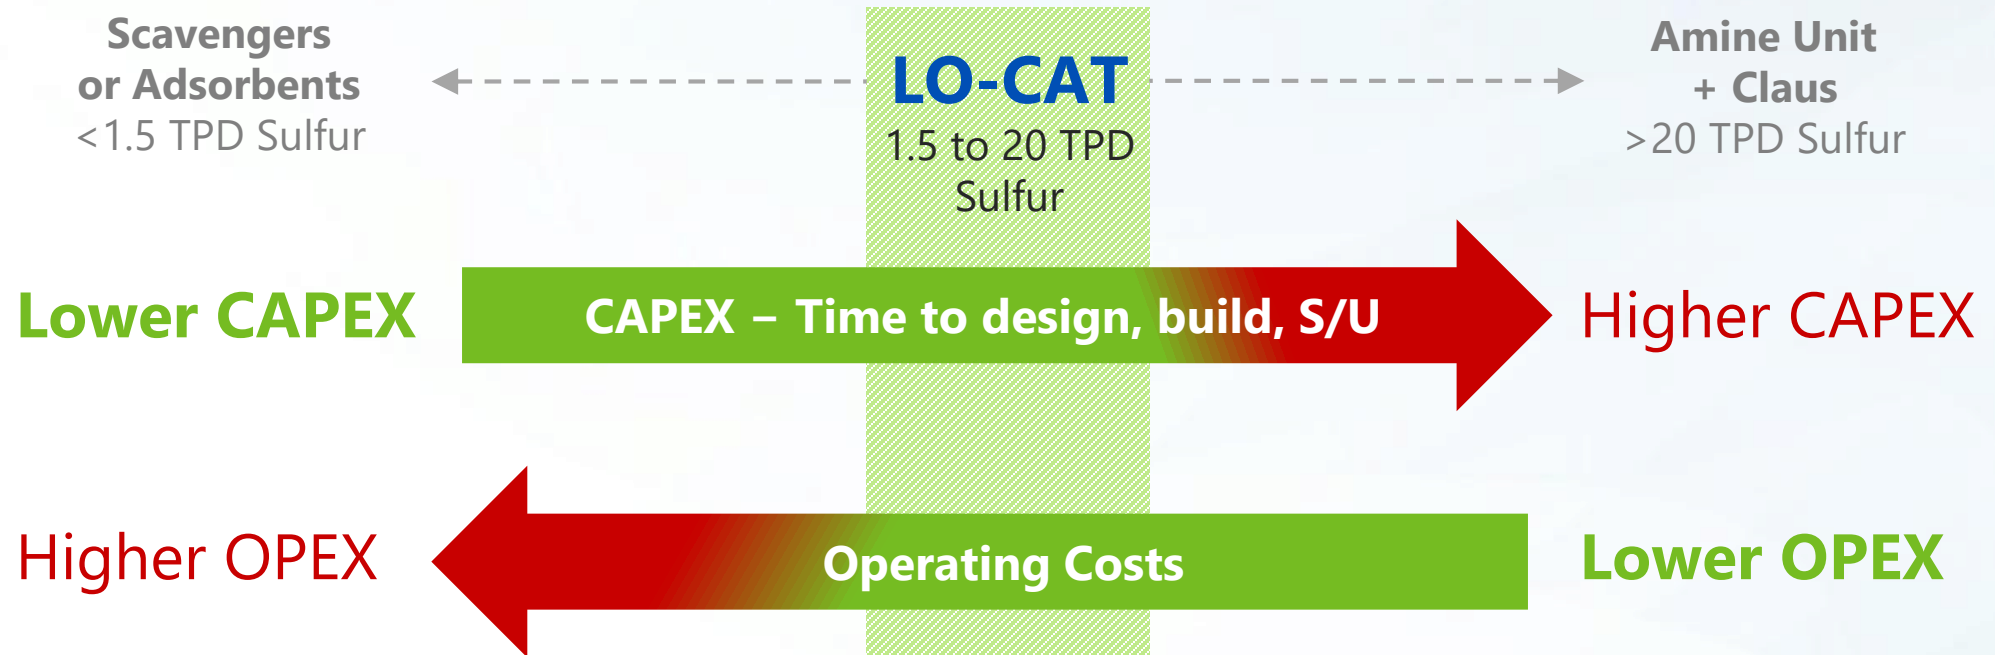 Scavengers
or Adsorbents
<1.5 TPD Sulfur
LO-CAT
1.5 to 20 TPD
Sulfur
Amine Unit
+ Claus
>20 TPD Sulfur
Lower CAPEX
CAPEX – Time to design, build, S/U
Higher CAPEX
Higher OPEX
Operating Costs
Lower OPEX